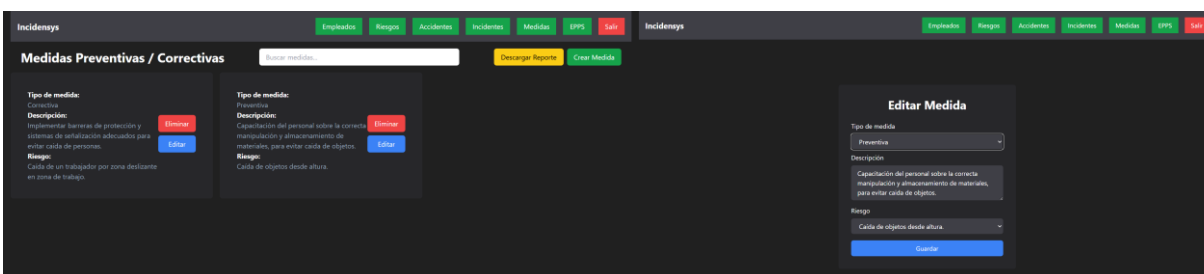 Incidensys
Empleados Riesgos Accidentes Incidentes Medidas EPPS Salir
Medidas Preventivas / Correctivas
Buscar medidas...
Descargar Reporte Crear Medida
Tipo de medida:
Correctiva
Descripción:
Implementar barreras de protección y
sistemas de señalización adecuados para
evitar caída de personas.
Riesgo:
Caída de un trabajador por zona deslizante
en zona de trabajo.
Eliminar
Editar
Tipo de medida:
Preventiva
Descripción:
Capacitación del personal sobre la correcta
manipulación y almacenamiento de
materiales, para evitar caída de objetos.
Riesgo:
Caída de objetos desde altura.
Eliminar
Editar
Incidensys
Empleados Riesgos Accidentes Incidentes Medidas EPPS Salir
Editar Medida
Tipo de medida
Preventiva
Descripción
Capacitación del personal sobre la correcta
manipulación y almacenamiento de materiales,
para evitar caída de objetos.
Riesgo
Caída de objetos desde altura.
Guardar